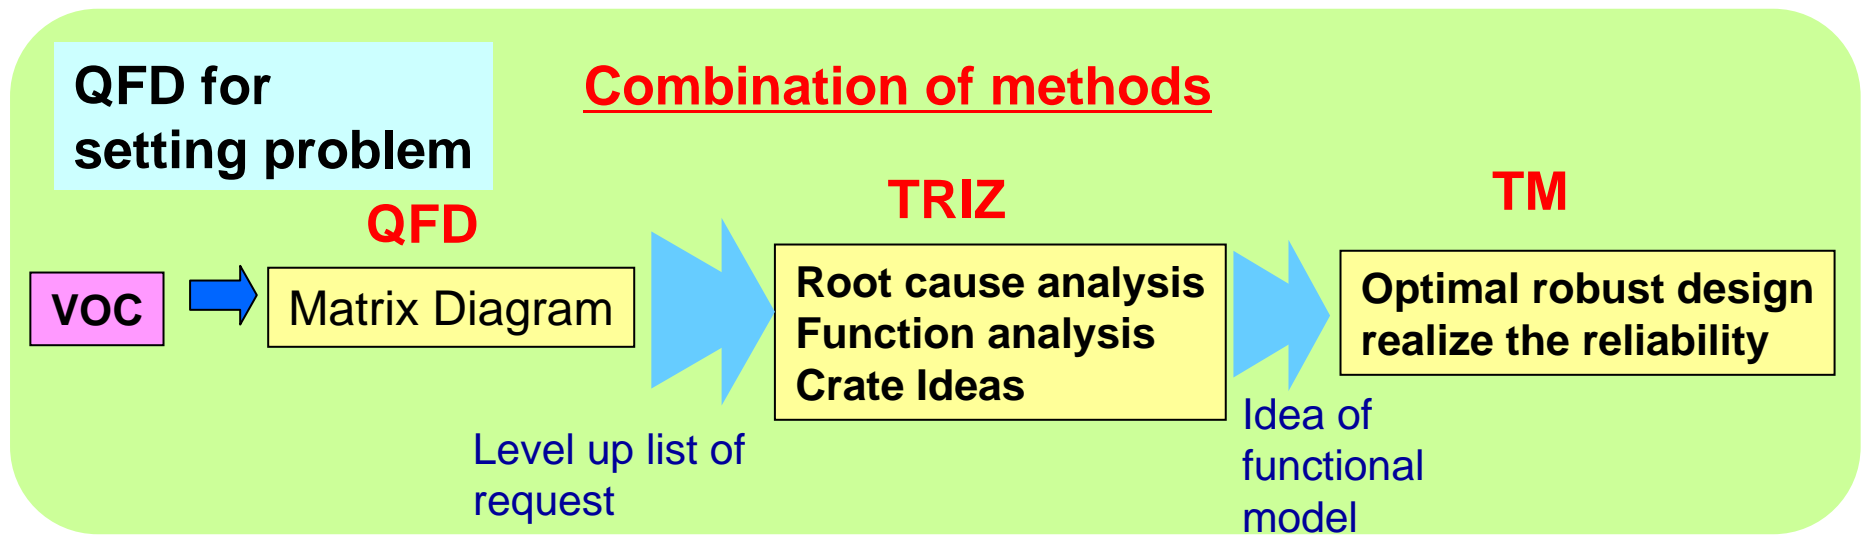 QFD for
setting problem
Combination of methods
QFD
TRIZ
TM
VOC
Matrix Diagram
Root cause analysis
Function analysis
Crate Ideas
Optimal robust design
realize the reliability
Level up list of
request
Idea of
functional
model